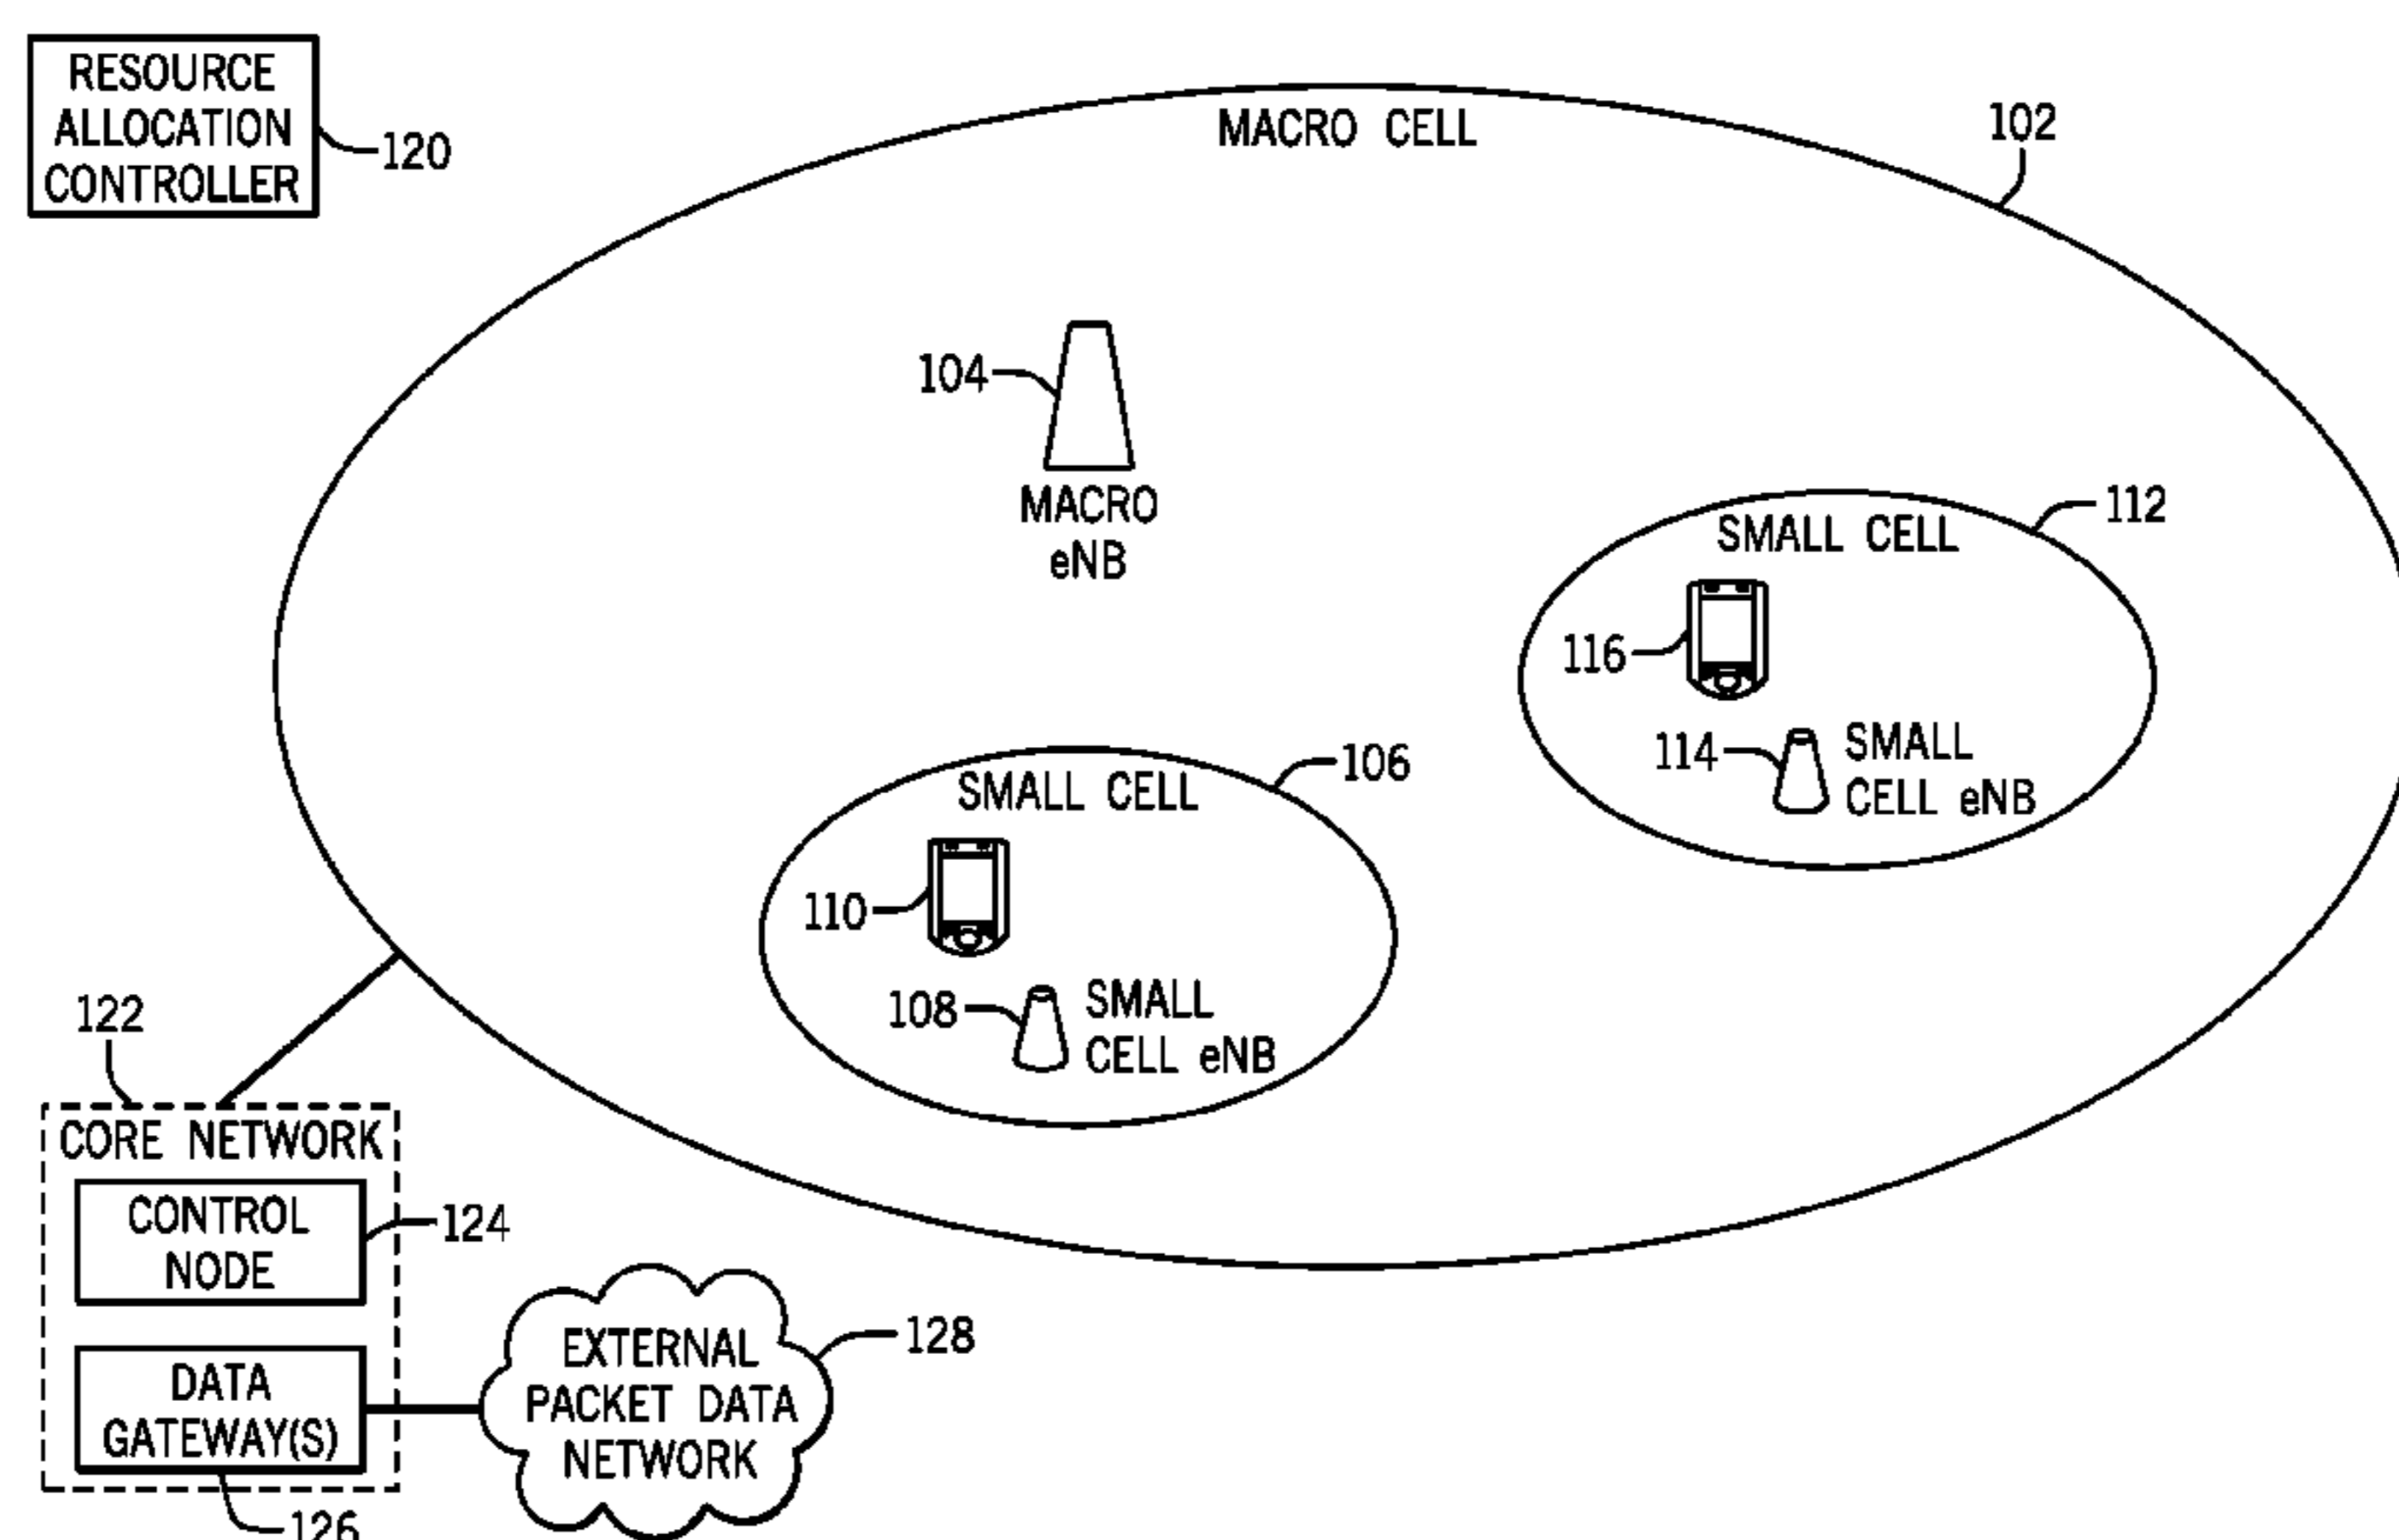 RESOURCE
ALLOCATION
CONTROLLER
120
MACRO CELL
102
104
MACRO
eNB
SMALL CELL
112
116
114
SMALL
CELL eNB
SMALL CELL
106
110
108
SMALL
CELL eNB
122
CORE NETWORK
CONTROL
NODE
124
DATA
GATEWAY(S)
126
EXTERNAL
PACKET DATA
NETWORK
128